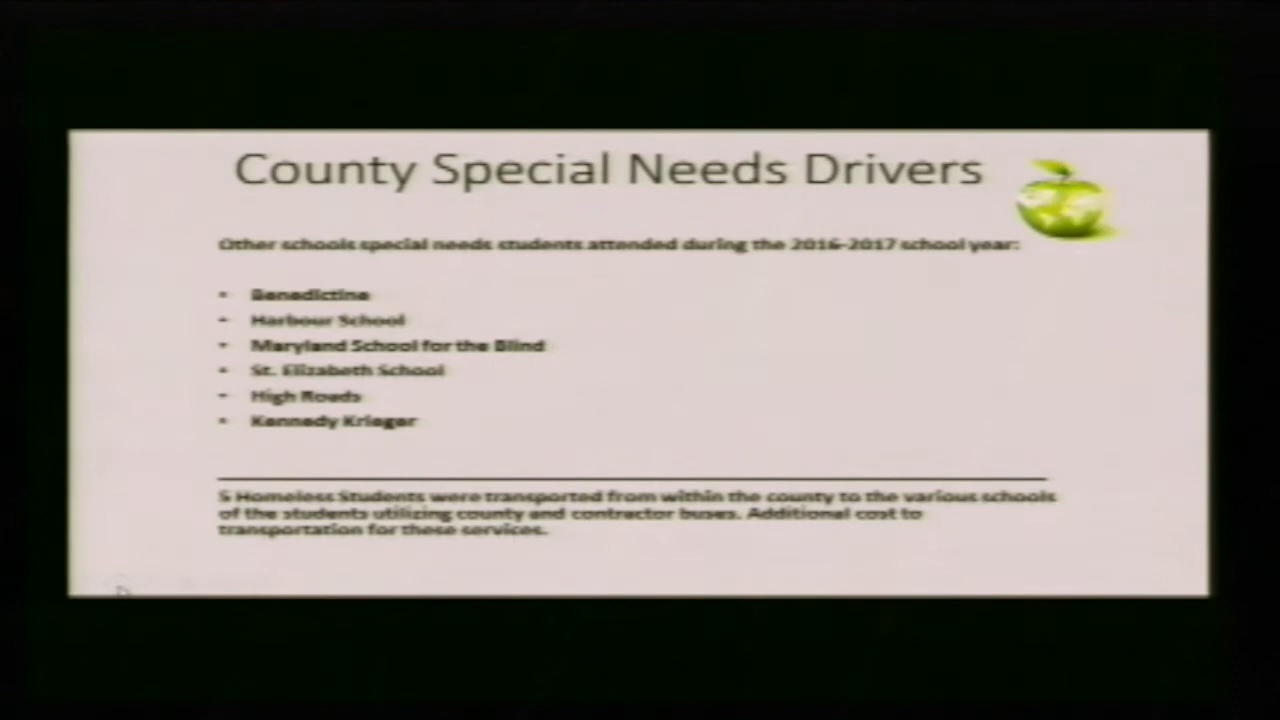 County Special Needs Drivers
Other schools special needs students attended during the 2016-2017 school year:
• Benedictine
• Harbour School
• Maryland School for the Blind
• St. Elizabeth School
• High Roads
• Kennedy Krieger
5 Homeless Students were transported from within the county to the various schools
of the students utilizing county and contractor buses. Additional cost to
transportation for these services.